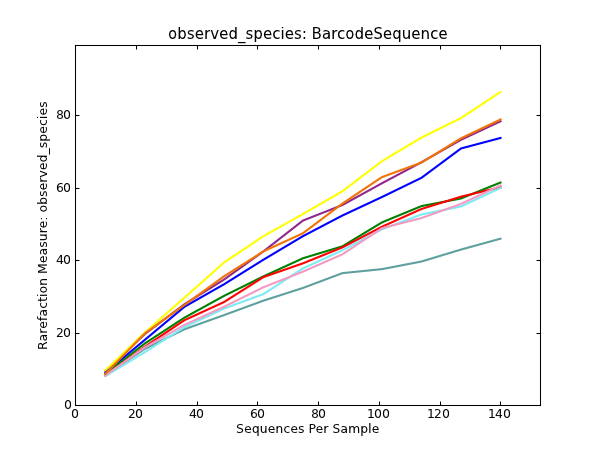 observed_species: BarcodeSequence
Rarefaction Measure: observed_species
80
60
40
20
0
0 20 40 60 80 100 120 140
Sequences Per Sample